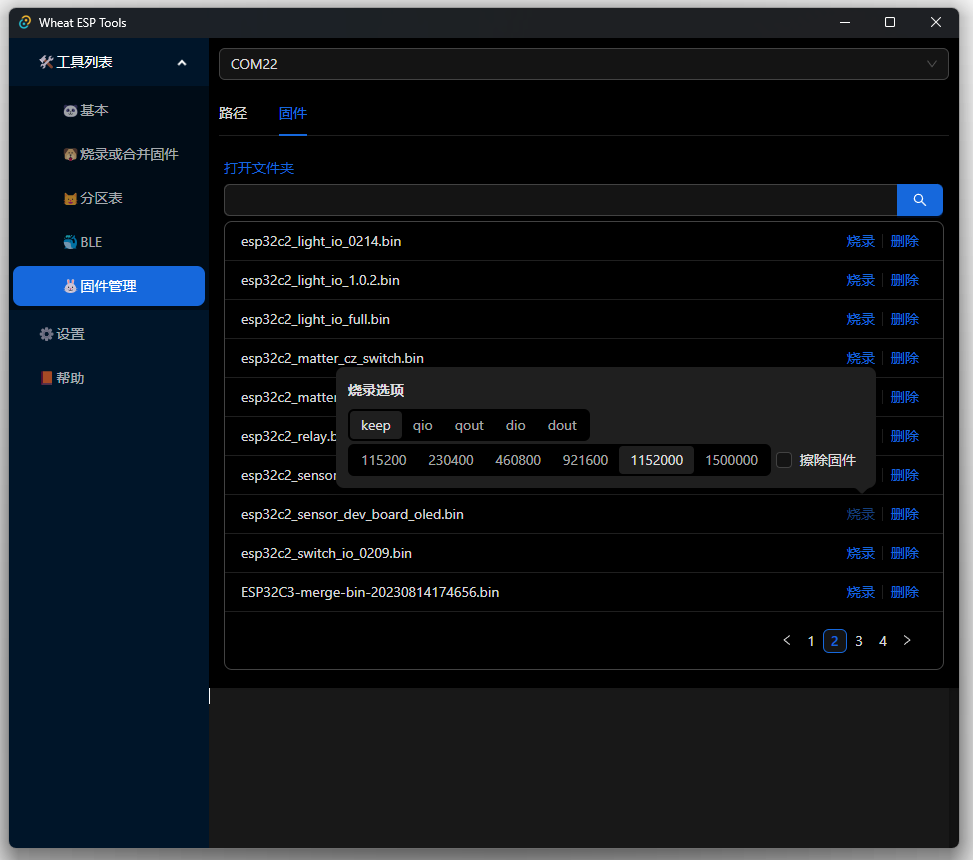 Wheat ESP Tools
工具列表
基本
烧录或合并固件
分区表
BLE
固件管理
设置
帮助
COM22
路径 固件
打开文件夹
esp32c2_light_io_0214.bin 烧录 删除
esp32c2_light_io_1.0.2.bin 烧录 删除
esp32c2_light_io_full.bin 烧录 删除
esp32c2_matter_cz_switch.bin 烧录 删除
esp32c2_matter 删除
esp32c2_relay.b 删除
esp32c2_sensor 删除
烧录选项
keep qio qout dio dout
115200 230400 460800 921600 1152000 1500000 擦除固件
esp32c2_sensor_dev_board_oled.bin 烧录 删除
esp32c2_switch_io_0209.bin 烧录 删除
ESP32C3-merge-bin-20230814174656.bin 烧录 删除
1 2 3 4